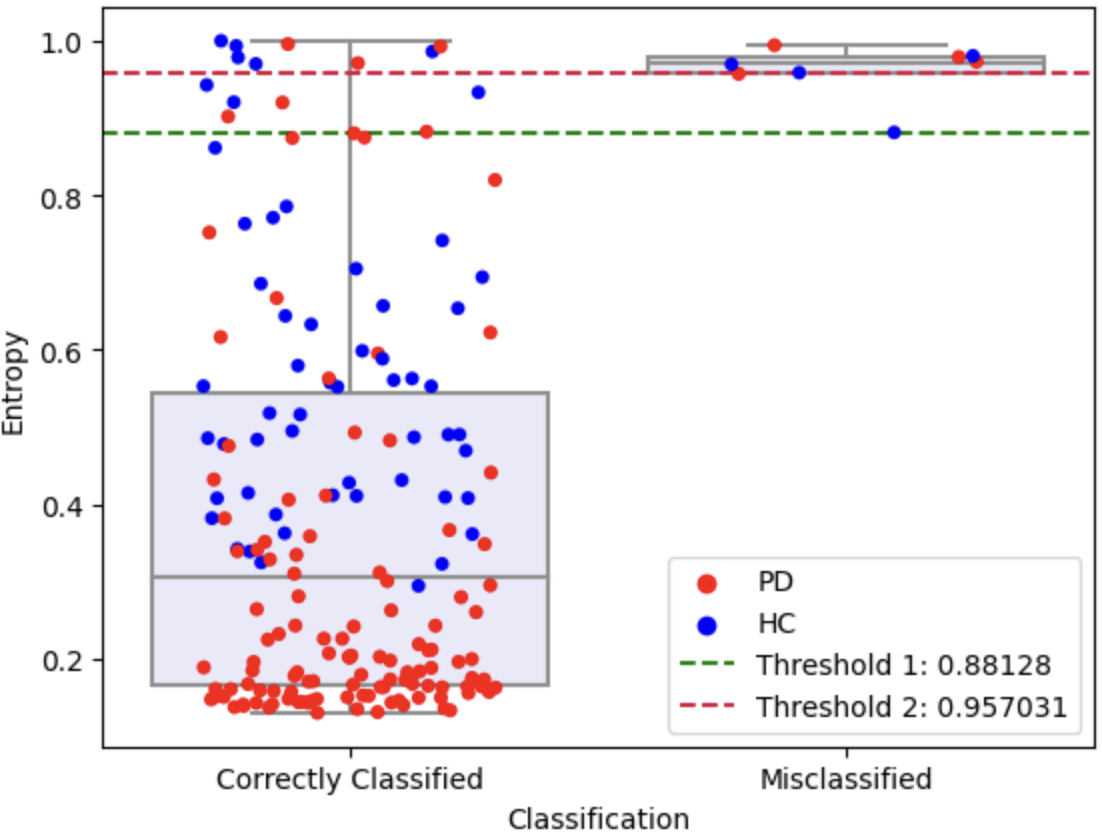 1.0
0.8
0.6
0.4
0.2
Entropy
Correctly Classified
Misclassified
Classification
PD
HC
Threshold 1: 0.88128
Threshold 2: 0.957031